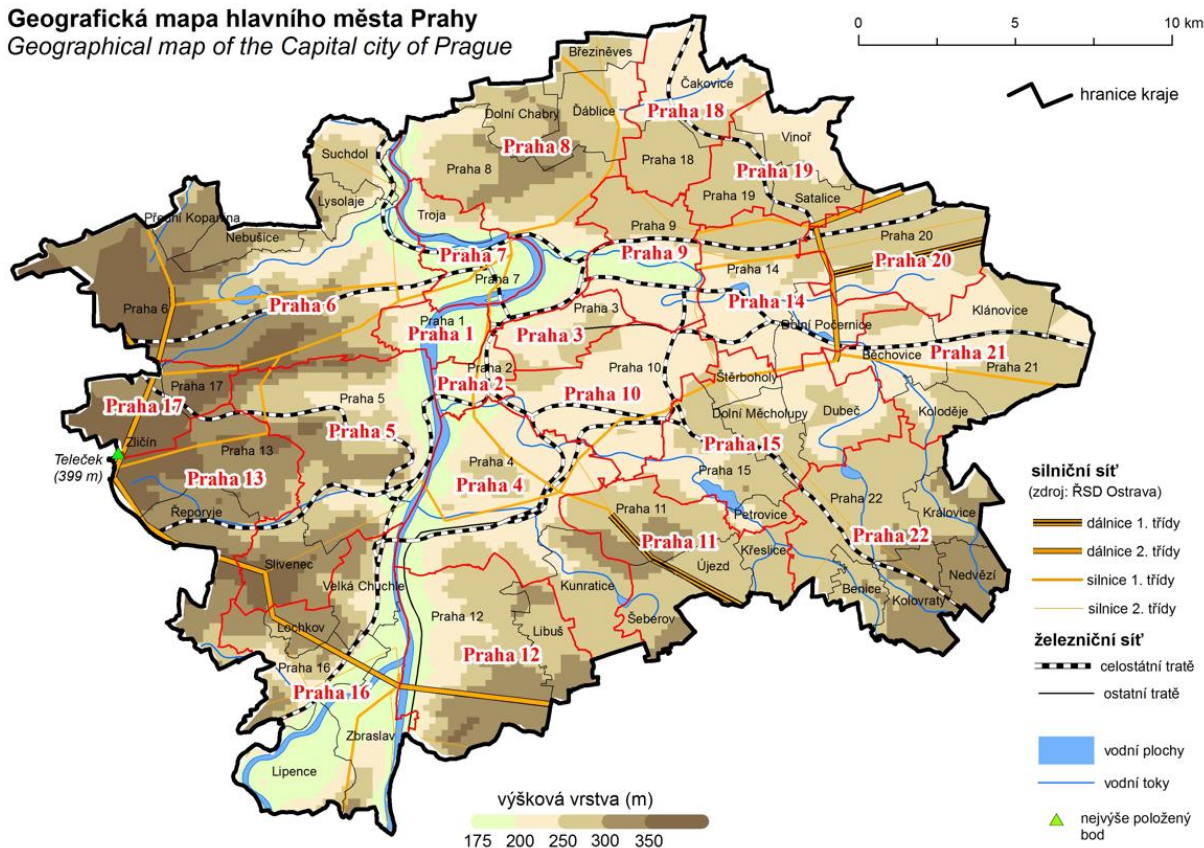 Geografická mapa hlavního města Prahy
Geographical map of the Capital city of Prague
0 5 10 km
hranice kraje
Březiněves
Čakovice
Praha 18
Dolní Chabry
Ďáblice
Praha 8
Vinoř
Suchdol
Praha 8
Praha 18
Praha 19
Lysolaje
Praha 19
Satalice
Přední Kopanina
Troja
Nebušice
Praha 9
Praha 20
Praha 7
Praha 9
Praha 20
Praha 14
Praha 7
Praha 6
Praha 14
Praha 6
Praha 3
Klánovice
Praha 1
Praha 1
Praha 3
Dolní Počernice
Praha 21
Běchovice
Praha 2
Praha 10
Praha 21
Praha 17
Praha 2
Štěrboholy
Praha 5
Praha 17
Praha 10
Dolní Měcholupy
Dubeč
Koloděje
Praha 5
Zličín
Praha 13
Praha 15
Teleček
(399 m)
Praha 4
Praha 13
Praha 4
Praha 15
Praha 22
Řeporyje
Praha 11
Petrovice
Královice
Praha 22
Praha 11
Křeslice
Slivenec
Újezd
Velká Chuchle
Kunratice
Benice
Nedvězí
Kolovraty
Praha 12
Šeberov
Lochkov
Libuš
Praha 12
Praha 16
Praha 16
Zbraslav
Lipence
silniční síť
(zdroj: ŘSD Ostrava)
dálnice 1. třídy
dálnice 2. třídy
silnice 1. třídy
silnice 2. třídy
železniční síť
celostátní tratě
ostatní tratě
vodní plochy
vodní toky
nejvýše položený
bod
výšková vrstva (m)
175 200 250 300 350